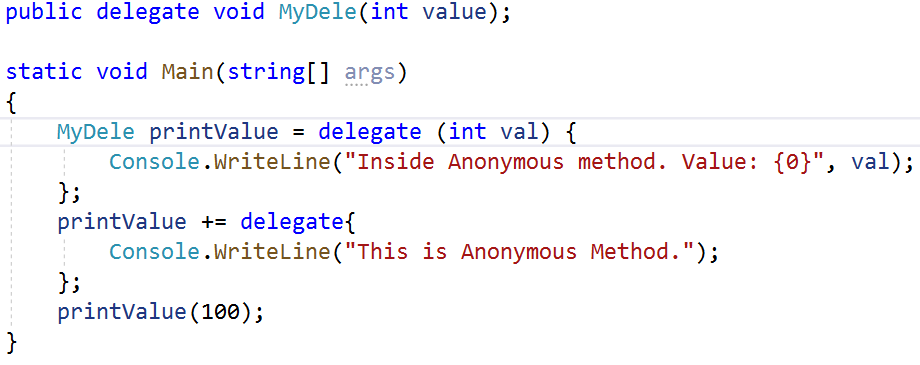 public delegate void MyDele(int value);
static void Main(string[] args)
{
MyDele printValue = delegate (int val) {
Console.WriteLine("Inside Anonymous method. Value: {0}", val);
};
printValue += delegate{
Console.WriteLine("This is Anonymous Method.");
};
printValue(100);
}